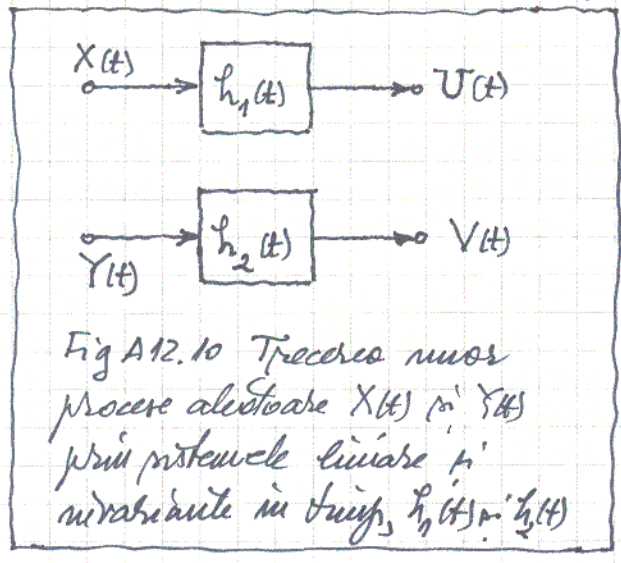 X(t)
h₁(t)
U(t)
h₂(t)
V(t)
Y(t)
Fig A12.10 Trecerea unor
procese aleatoare X(t) și Y(t)
prin sistemele liniare și
invariante în timp, h₁(t) și h₂(t)